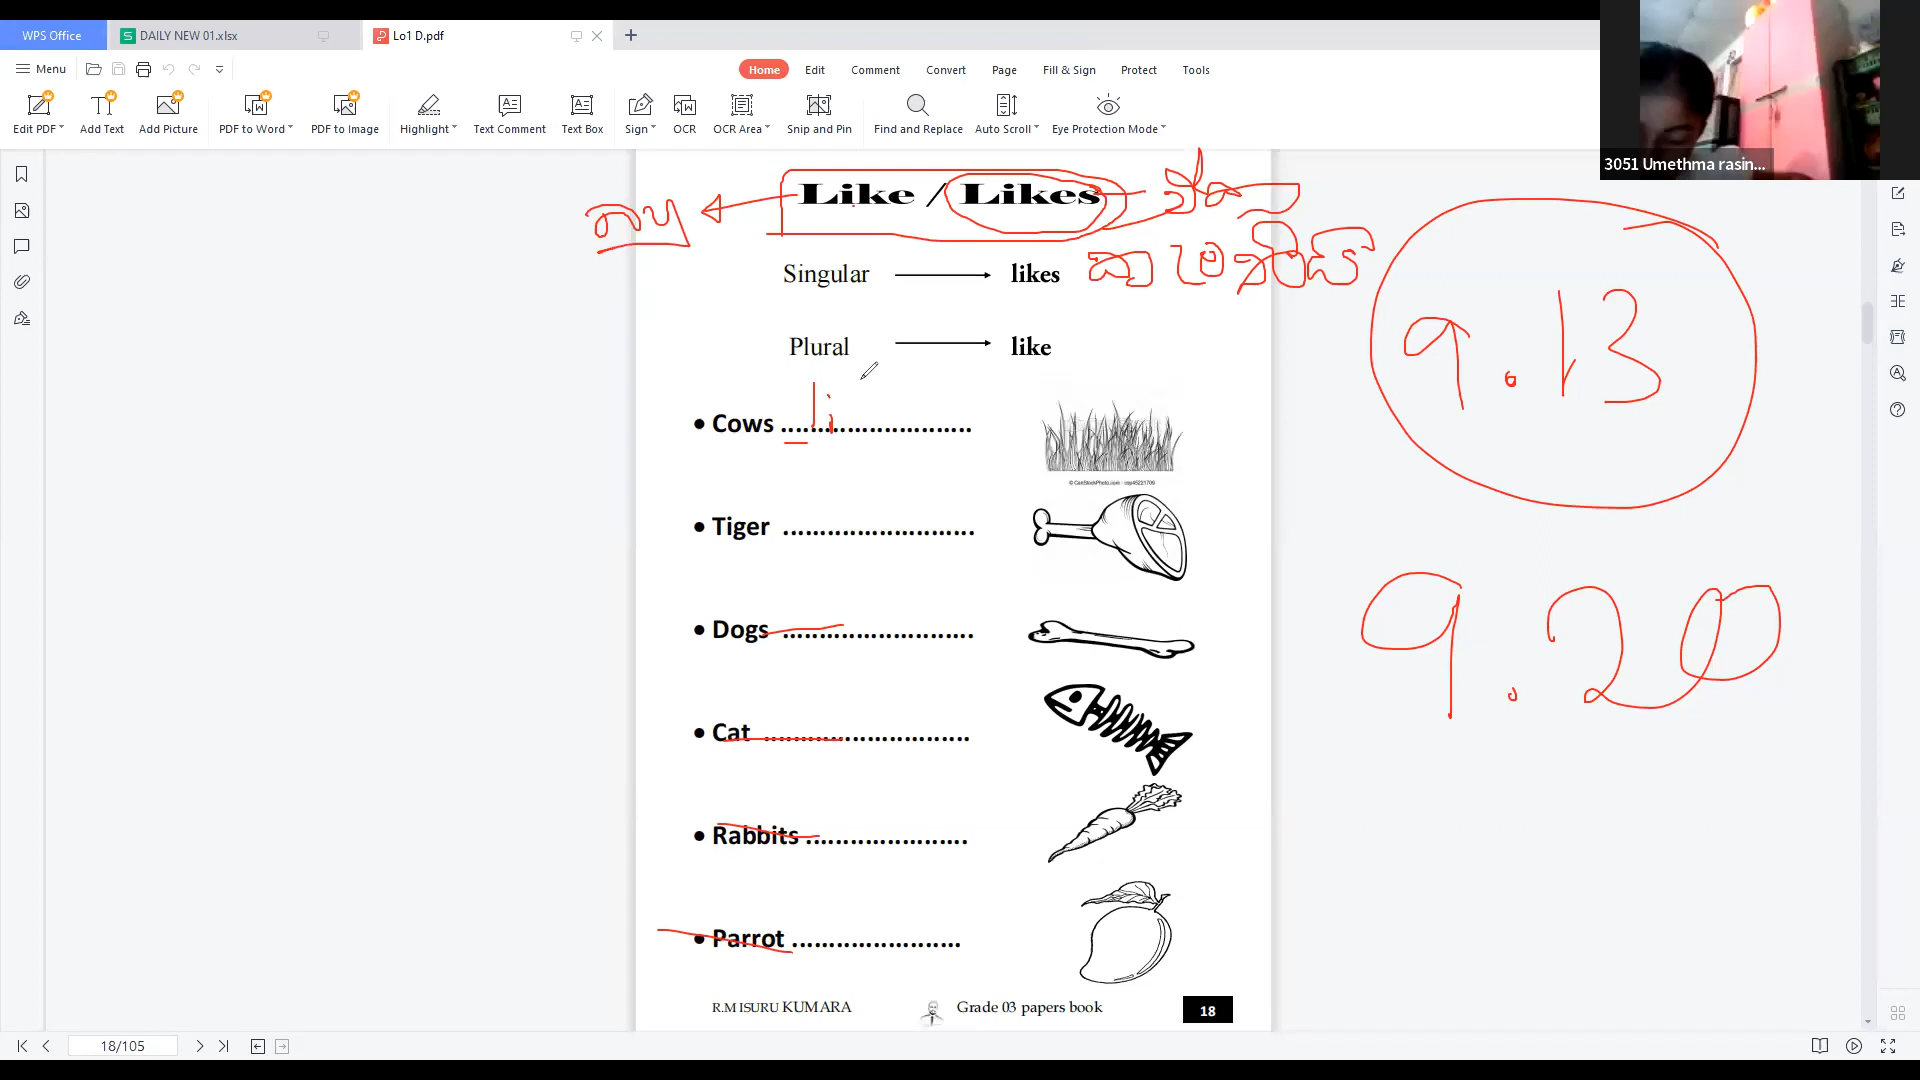 WPS Office
DAILY NEW 01.xlsx
Lo1 D.pdf
Menu
Home Edit Comment Convert Page Fill & Sign Protect Tools
Edit PDF Add Text Add Picture PDF to Word PDF to Image Highlight Text Comment Text Box Sign OCR OCR Area Snip and Pin Find and Replace Auto Scroll Eye Protection Mode
3051 Umethma rasin...
Like / Likes
Singular likes
Plural like
9.13
li
• Cows ..........................
© CanStockPhoto.com
• Tiger ..........................
• Dogs ..........................
9.20
• Cat ............................
• Rabbits ......................
• Parrot .......................
R.M ISURU KUMARA Grade 03 papers book 18
18/105